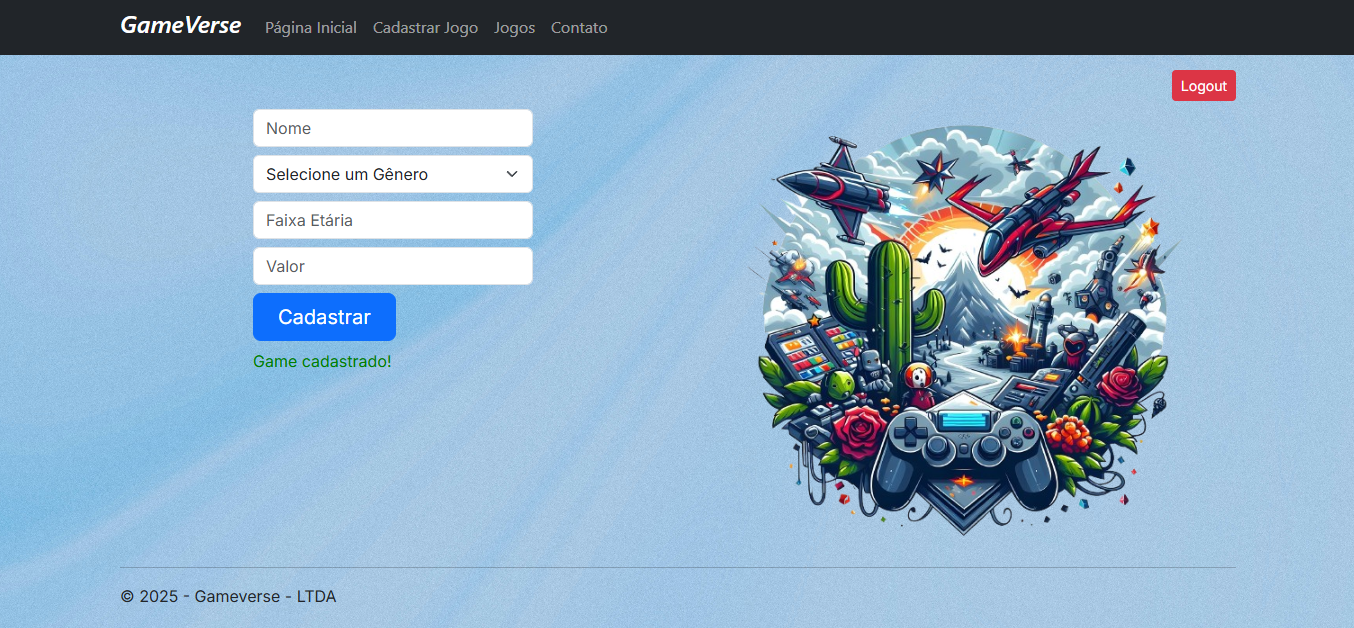 GameVerse Página Inicial Cadastrar Jogo Jogos Contato
Logout
Nome
Selecione um Gênero
Faixa Etária
Valor
Cadastrar
Game cadastrado!
© 2025 - Gameverse - LTDA